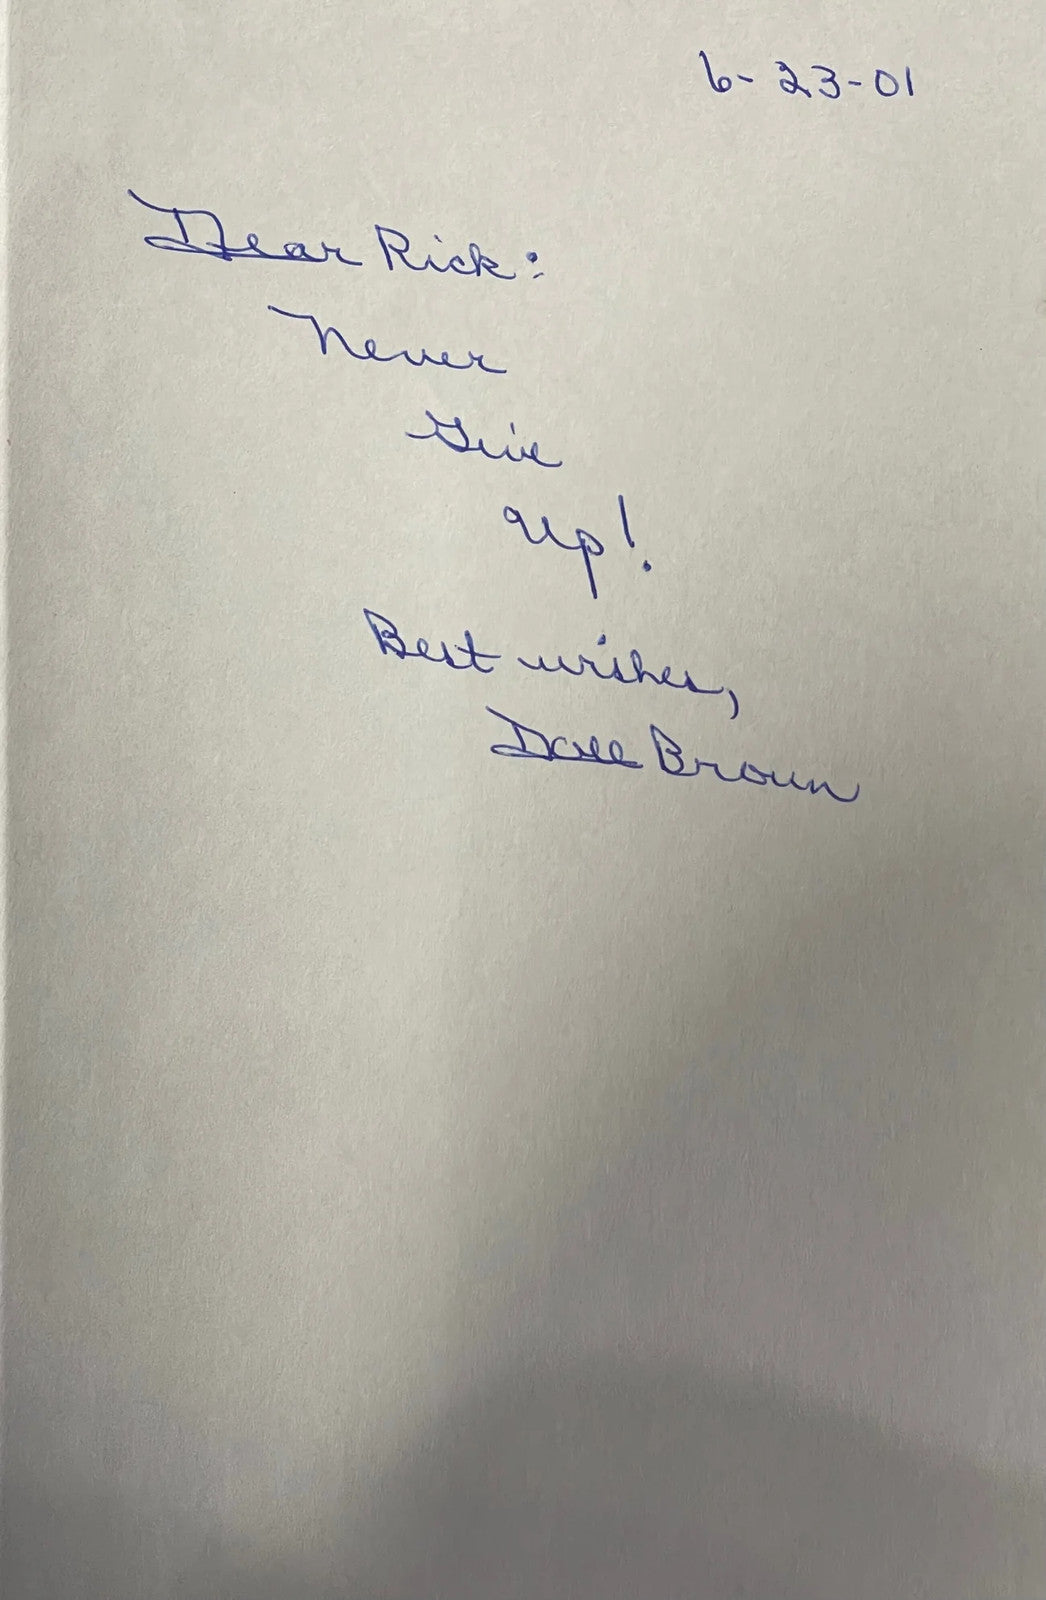 6-23-01
Dear Rick:
Never
Give
Up!
Best wishes,
Dale Brown